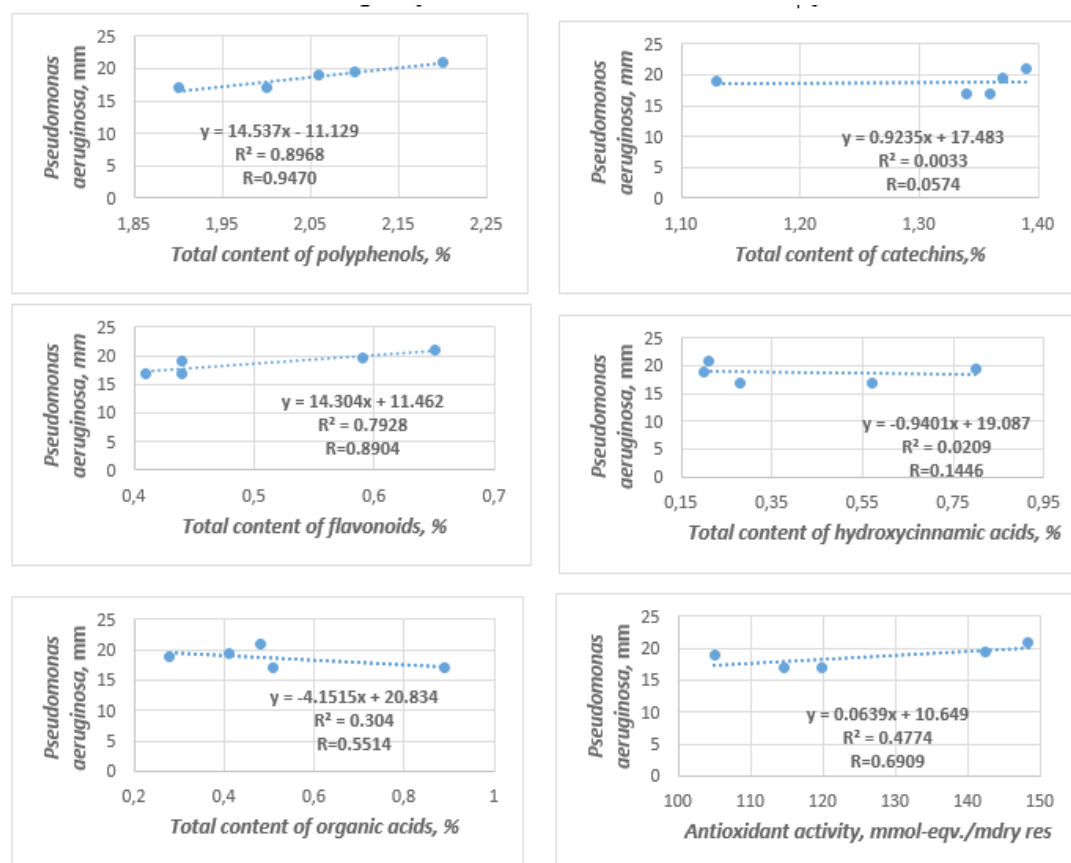 Pseudomonas
aeruginosa, mm
25
20
15
10
5
0
y = 14.537x - 11.129
R² = 0.8968
R=0.9470
1,85 1,95 2,05 2,15 2,25
Total content of polyphenols, %
Pseudomonas
aeruginosa, mm
25
20
15
10
5
0
y = 0.9235x + 17.483
R² = 0.0033
R=0.0574
1,10 1,20 1,30 1,40
Total content of catechins,%
Pseudomonas
aeruginosa, mm
25
20
15
10
5
0
y = 14.304x + 11.462
R² = 0.7928
R=0.8904
0,4 0,5 0,6 0,7
Total content of flavonoids, %
Pseudomonas
aeruginosa, mm
25
20
15
10
5
0
y = -0.9401x + 19.087
R² = 0.0209
R=0.1446
0,15 0,35 0,55 0,75 0,95
Total content of hydroxycinnamic acids, %
Pseudomonas
aeruginosa, mm
25
20
15
10
5
0
y = -4.1515x + 20.834
R² = 0.304
R=0.5514
0,2 0,4 0,6 0,8 1
Total content of organic acids, %
Pseudomonas
aeruginosa, mm
25
20
15
10
5
0
y = 0.0639x + 10.649
R² = 0.4774
R=0.6909
100 110 120 130 140 150
Antioxidant activity, mmol-eqv./mdry res